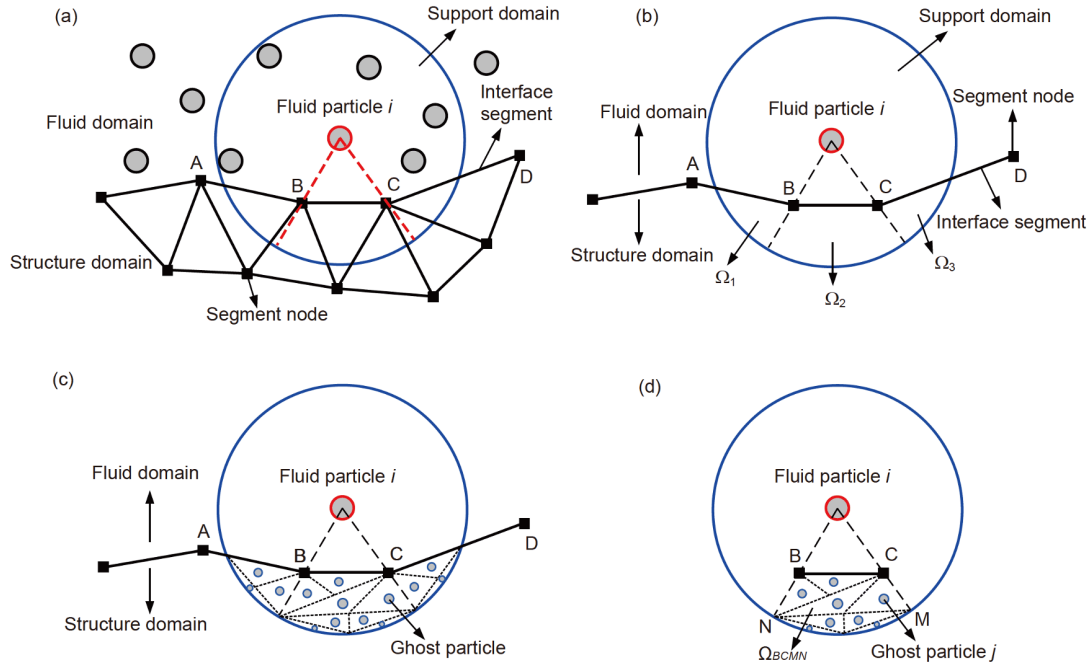 (a)
Support domain
Fluid particle i
Interface
segment
Fluid domain
A
B
C
D
Structure domain
Segment node
(b)
Support domain
Fluid particle i
Segment node
Fluid domain
A
B
C
D
Interface segment
Structure domain
Ω1
Ω2
Ω3
(c)
Fluid domain
Fluid particle i
A
B
C
D
Structure domain
Ghost particle
(d)
Fluid particle i
B
C
N
M
ΩBCMN
Ghost particle j